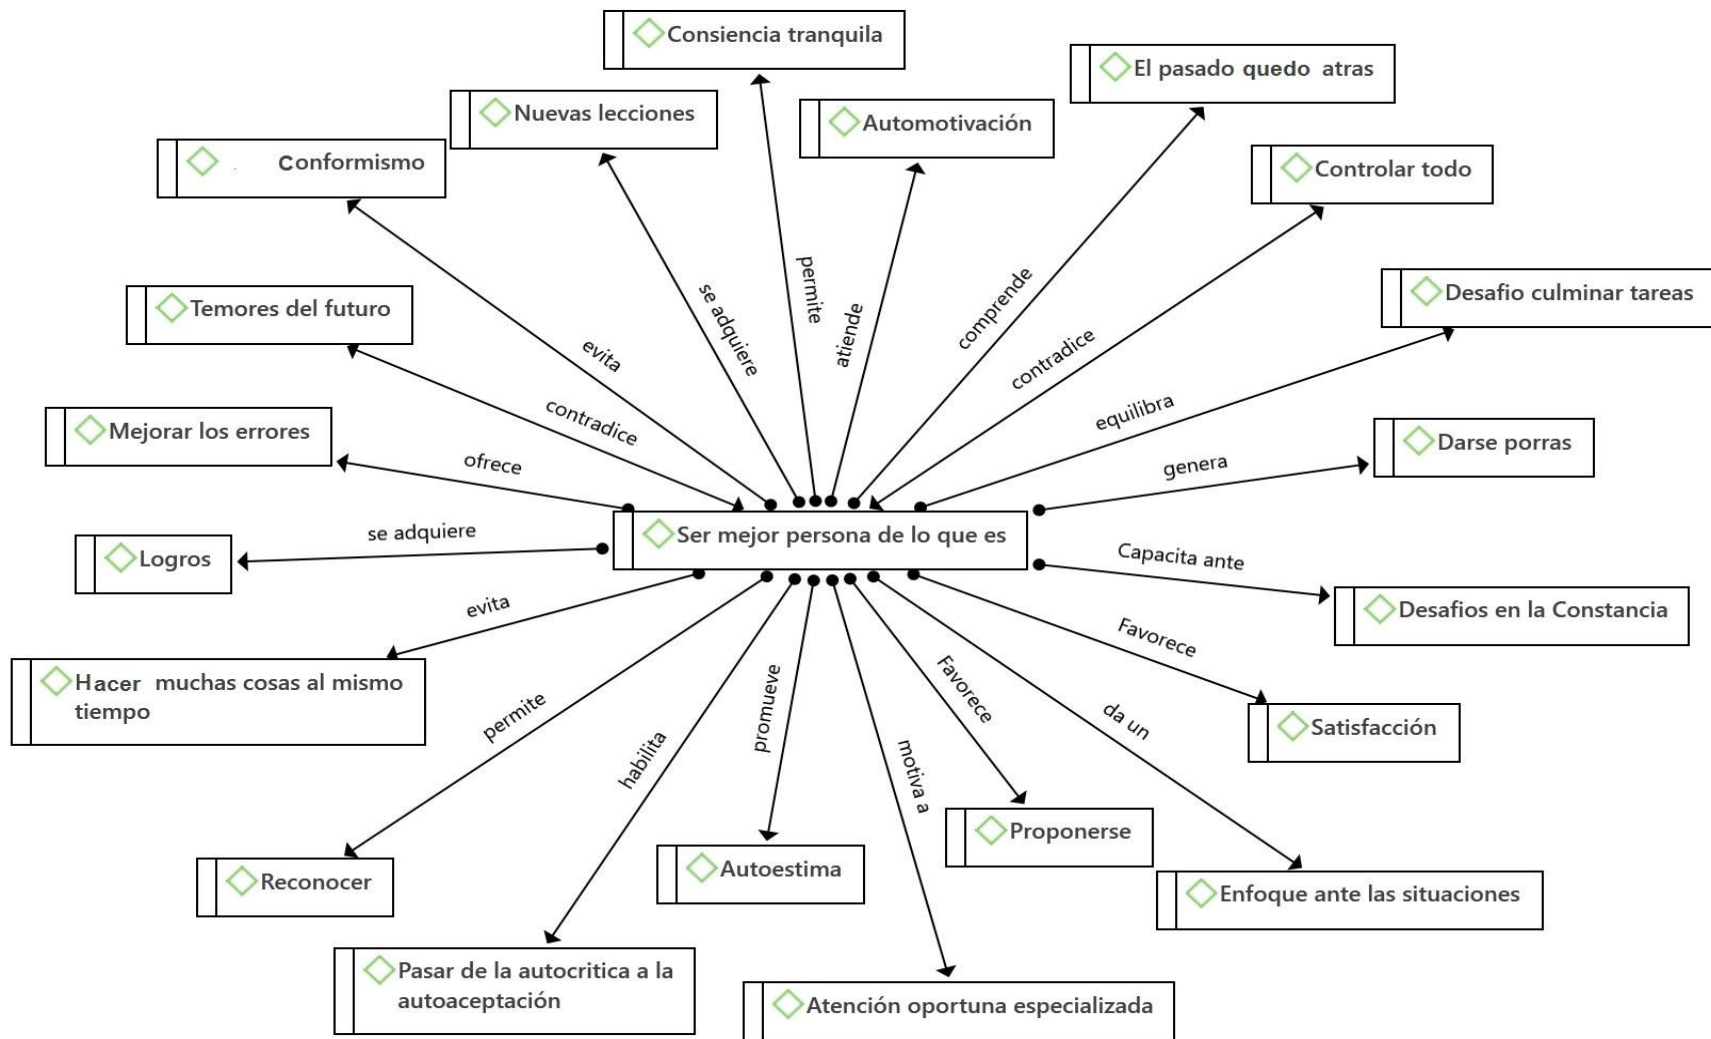 Consiencia tranquila
El pasado quedo atras
Nuevas lecciones
Automotivación
Conformismo
Controlar todo
Temores del futuro
Desafio culminar tareas
evita
se adquiere
permite
atiende
comprende
contradice
Mejorar los errores
contradice
equilibra
Darse porras
ofrece
genera
Logros
se adquiere
Ser mejor persona de lo que es
Capacita ante
Desafios en la Constancia
evita
Favorece
Hacer muchas cosas al mismo
tiempo
permite
habilita
promueve
motiva a
Favorece
da un
Satisfacción
Reconocer
Autoestima
Proponerse
Enfoque ante las situaciones
Pasar de la autocritica a la
autoaceptación
Atención oportuna especializada